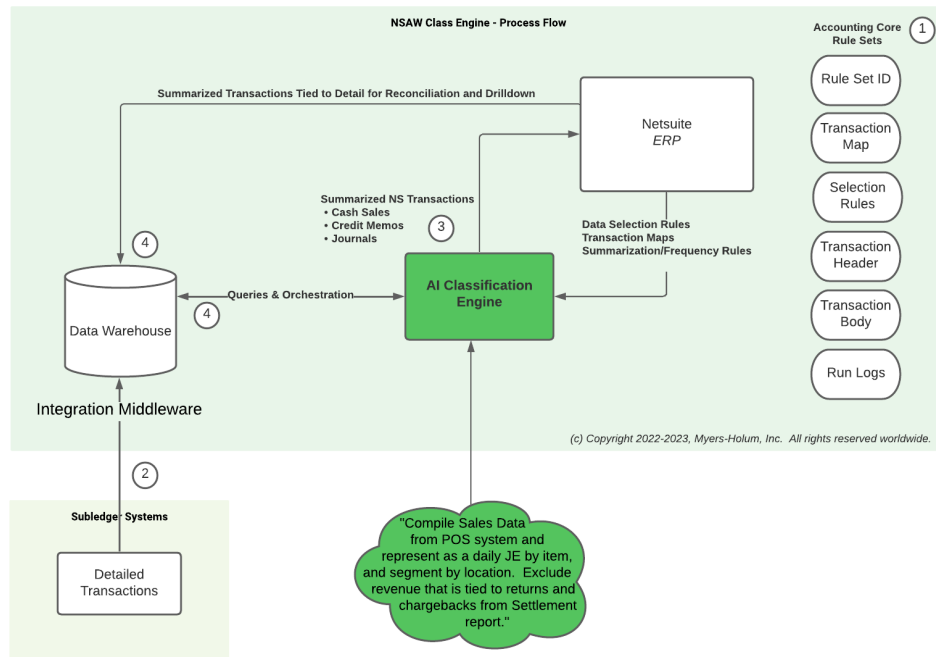 NSAW Class Engine - Process Flow
Accounting Core
Rule Sets
1
Rule Set ID
Transaction
Map
Selection
Rules
Transaction
Header
Transaction
Body
Run Logs
Summarized Transactions Tied to Detail for Reconciliation and Drilldown
Netsuite
ERP
Summarized NS Transactions
• Cash Sales
• Credit Memos
• Journals
3
Data Selection Rules
Transaction Maps
Summarization/Frequency Rules
4
AI Classification
Engine
Queries & Orchestration
4
Data Warehouse
Integration Middleware
(c) Copyright 2022-2023, Myers-Holum, Inc.  All rights reserved worldwide.
2
Subledger Systems
Detailed
Transactions
"Compile Sales Data
from POS system and
represent as a daily JE by item,
and segment by location.  Exclude
revenue that is tied to returns and
chargebacks from Settlement
report."